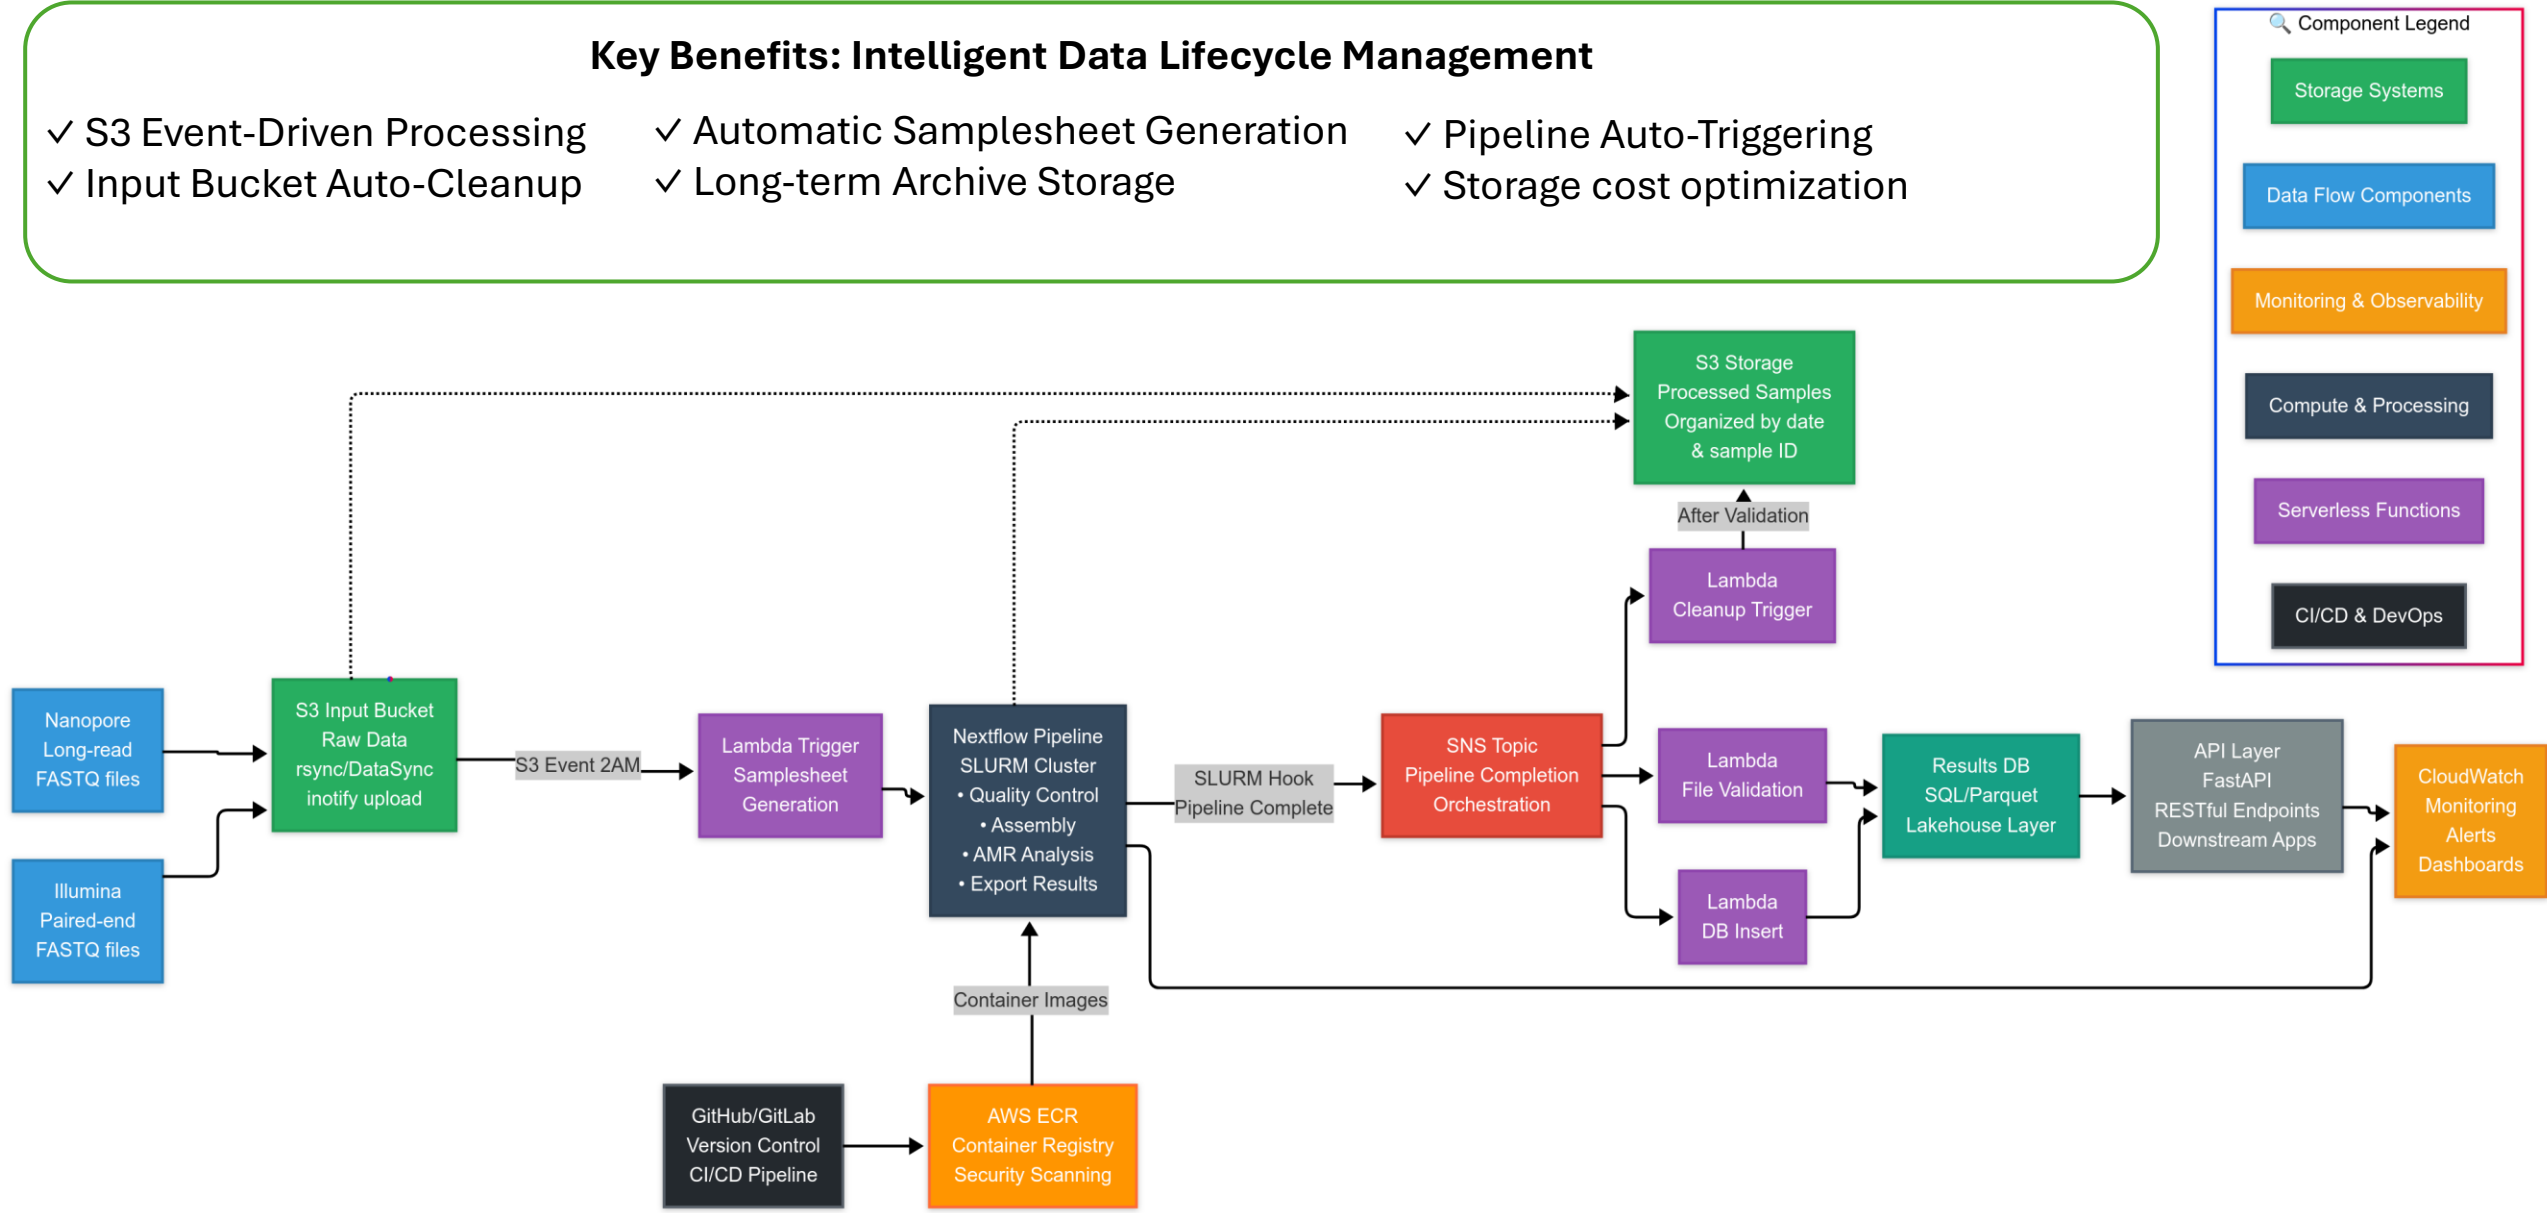 Key Benefits: Intelligent Data Lifecycle Management
✓ S3 Event-Driven Processing
✓ Input Bucket Auto-Cleanup
✓ Automatic Samplesheet Generation
✓ Long-term Archive Storage
✓ Pipeline Auto-Triggering
✓ Storage cost optimization
🔍 Component Legend
Storage Systems
Data Flow Components
Monitoring & Observability
Compute & Processing
Serverless Functions
CI/CD & DevOps
S3 Storage
Processed Samples
Organized by date
& sample ID
After Validation
Lambda
Cleanup Trigger
Nanopore
Long-read
FASTQ files
Illumina
Paired-end
FASTQ files
S3 Input Bucket
Raw Data
rsync/DataSync
inotify upload
S3 Event 2AM
Lambda Trigger
Samplesheet
Generation
Nextflow Pipeline
SLURM Cluster
• Quality Control
• Assembly
• AMR Analysis
• Export Results
SLURM Hook
Pipeline Complete
SNS Topic
Pipeline Completion
Orchestration
Lambda
File Validation
Lambda
DB Insert
Results DB
SQL/Parquet
Lakehouse Layer
API Layer
FastAPI
RESTful Endpoints
Downstream Apps
CloudWatch
Monitoring
Alerts
Dashboards
Container Images
GitHub/GitLab
Version Control
CI/CD Pipeline
AWS ECR
Container Registry
Security Scanning